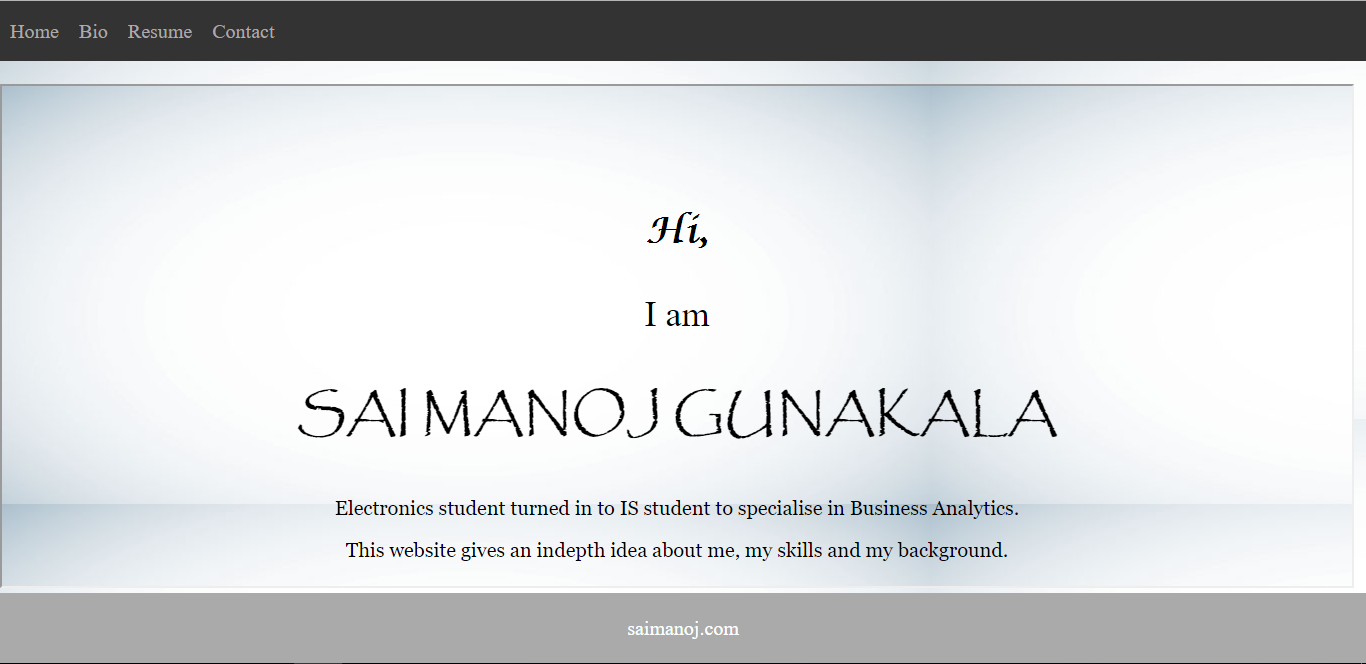 Home Bio Resume Contact
Hi,
I am
SAI MANOJ GUNAKALA
Electronics student turned in to IS student to specialise in Business Analytics.
This website gives an indepth idea about me, my skills and my background.
saimanoj.com